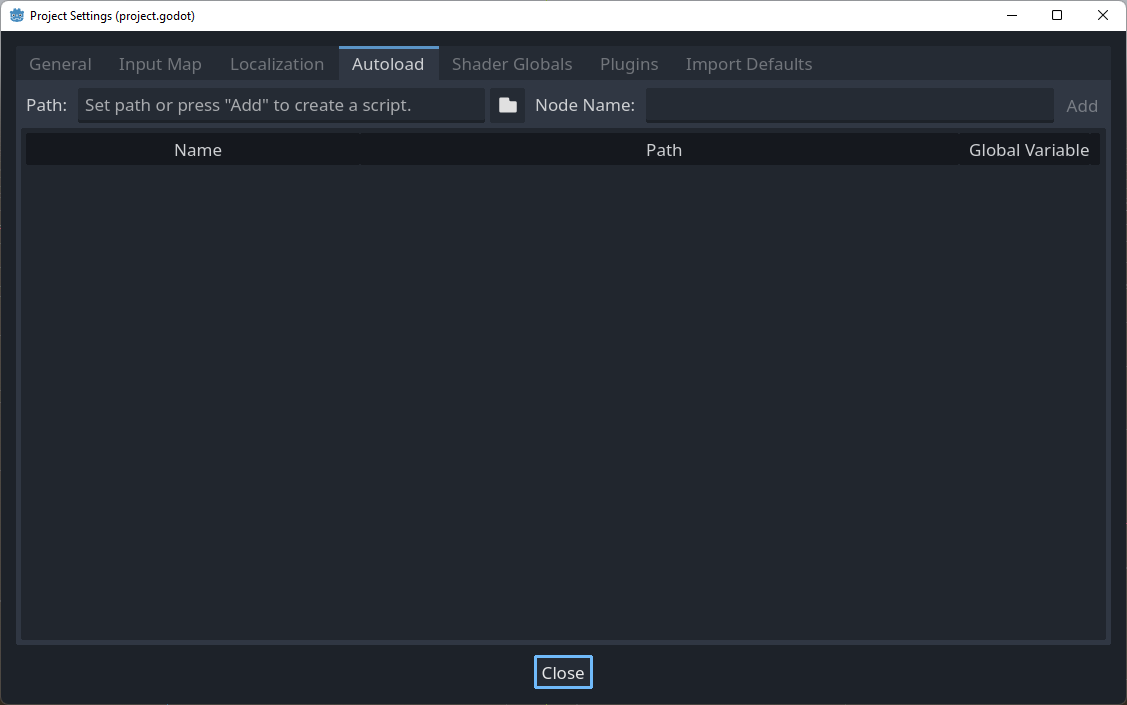 Project Settings (project.godot)
General Input Map Localization Autoload Shader Globals Plugins Import Defaults
Path: Set path or press "Add" to create a script. Node Name: Add
Name Path Global Variable
Close